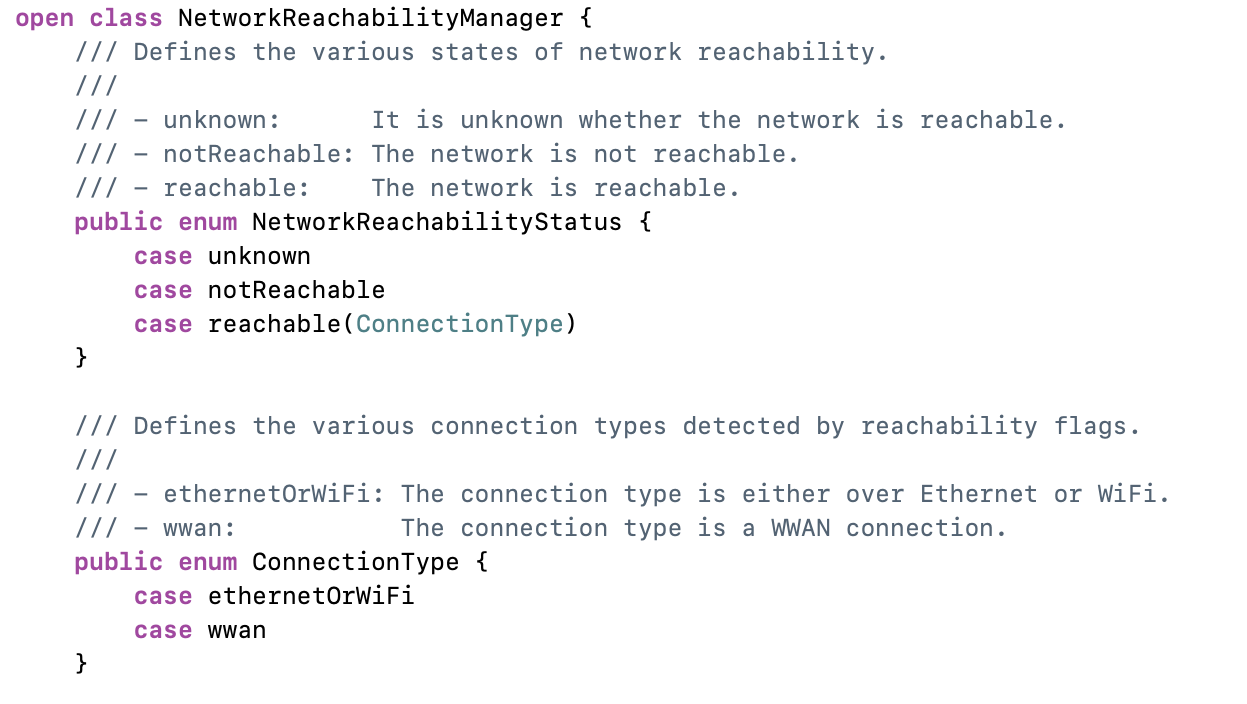 open class NetworkReachabilityManager {
    /// Defines the various states of network reachability.
    ///
    /// - unknown:      It is unknown whether the network is reachable.
    /// - notReachable: The network is not reachable.
    /// - reachable:    The network is reachable.
    public enum NetworkReachabilityStatus {
        case unknown
        case notReachable
        case reachable(ConnectionType)
    }

    /// Defines the various connection types detected by reachability flags.
    ///
    /// - ethernetOrWiFi: The connection type is either over Ethernet or WiFi.
    /// - wwan:           The connection type is a WWAN connection.
    public enum ConnectionType {
        case ethernetOrWiFi
        case wwan
    }